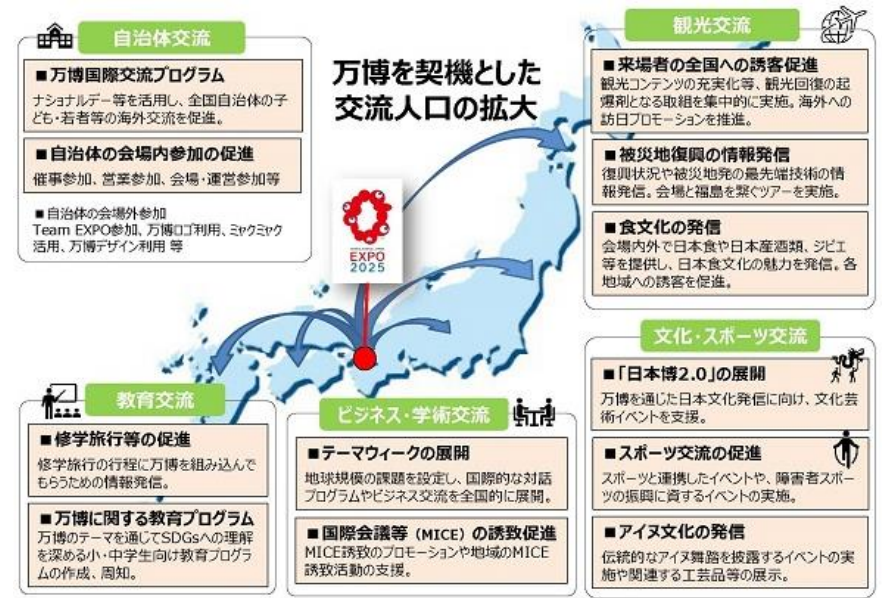 自治体交流
■万博国際交流プログラム
ナショナルデー等を活用し、全国自治体の子
ども・若者等の海外交流を促進。
■自治体の会場内参加の促進
催事参加、営業参加、会場・運営参加等
■自治体の会場外参加
Team EXPO参加、万博ロゴ利用、ミャクミャク
活用、万博デザイン利用 等
万博を契機とした
交流人口の拡大
EXPO
2025
観光交流
■来場者の全国への誘客促進
観光コンテンツの充実化等、観光回復の起
爆剤となる取組を集中的に実施。海外への
訪日プロモーションを推進。
■被災地復興の情報発信
復興状況や被災地発の最先端技術の情
報発信。会場と福島を繋ぐツアーを実施。
■食文化の発信
会場内外で日本食や日本産酒類、ジビエ
等を提供し、日本食文化の魅力を発信。各
地域への誘客を促進。
文化・スポーツ交流
■「日本博2.0」の展開
万博を通じた日本文化発信に向け、文化芸
術イベントを支援。
■スポーツ交流の促進
スポーツと連携したイベントや、障害者スポー
ツの振興に資するイベントの実施。
■アイヌ文化の発信
伝統的なアイヌ舞踊を披露するイベントの実
施や関連する工芸品等の展示。
教育交流
■修学旅行等の促進
修学旅行の行程に万博を組み込んで
もらうための情報発信。
■万博に関する教育プログラム
万博のテーマを通じてSDGsへの理解
を深める小・中学生向け教育プログラ
ムの作成、周知。
ビジネス・学術交流
■テーマウィークの展開
地球規模の課題を設定し、国際的な対話
プログラムやビジネス交流を全国的に展開。
■国際会議等（MICE）の誘致促進
MICE誘致のプロモーションや地域のMICE
誘致活動の支援。